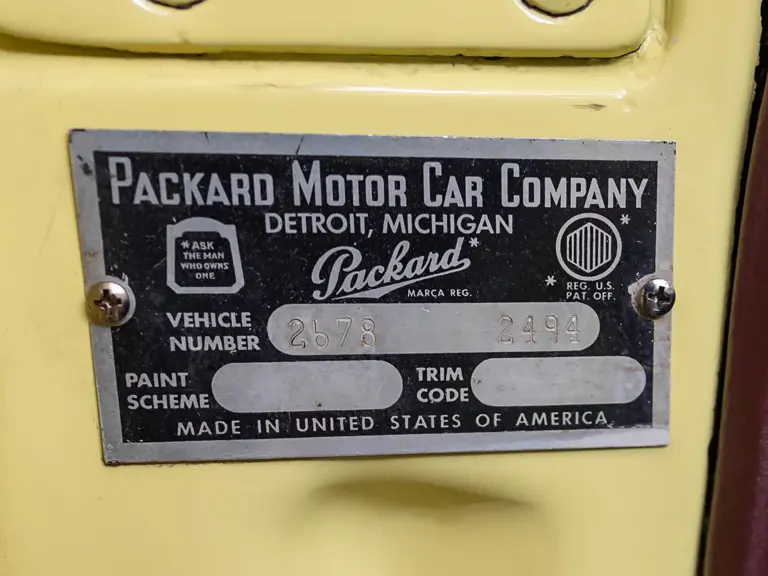 PACKARD MOTOR CAR COMPANY
DETROIT, MICHIGAN
*ASK
THE MAN
WHO OWNS
ONE
Packard*
MARCA REG.
*
* REG. U.S.
PAT. OFF.
VEHICLE
NUMBER 2678 2494
PAINT
SCHEME
TRIM
CODE
MADE IN UNITED STATES OF AMERICA